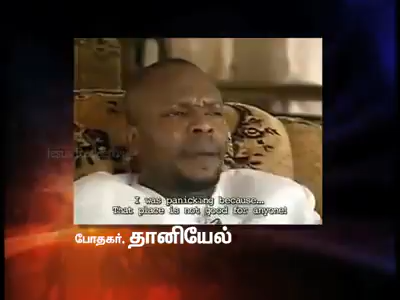 I was panicking because...
That place is not good for anyone!
போதகர். தானியேல்